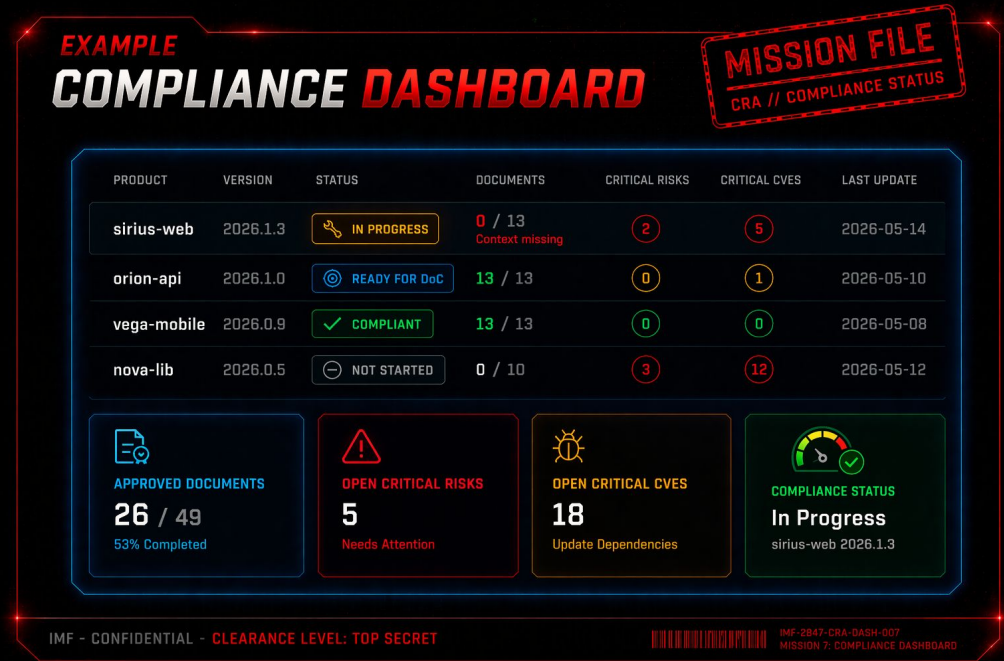 EXAMPLE
COMPLIANCE DASHBOARD
MISSION FILE
CRA // COMPLIANCE STATUS
PRODUCT VERSION STATUS DOCUMENTS CRITICAL RISKS CRITICAL CVES LAST UPDATE
sirius-web 2026.1.3 IN PROGRESS 0 / 13 2 5 2026-05-14
Context missing
orion-api 2026.1.0 READY FOR DoC 13 / 13 0 1 2026-05-10
vega-mobile 2026.0.9 COMPLIANT 13 / 13 0 0 2026-05-08
nova-lib 2026.0.5 NOT STARTED 0 / 10 3 12 2026-05-12
APPROVED DOCUMENTS
26 / 49
53% Completed
OPEN CRITICAL RISKS
5
Needs Attention
OPEN CRITICAL CVES
18
Update Dependencies
COMPLIANCE STATUS
In Progress
sirius-web 2026.1.3
IMF - CONFIDENTIAL - CLEARANCE LEVEL: TOP SECRET
IMF-2847-CRA-DASH-007
MISSION 7: COMPLIANCE DASHBOARD